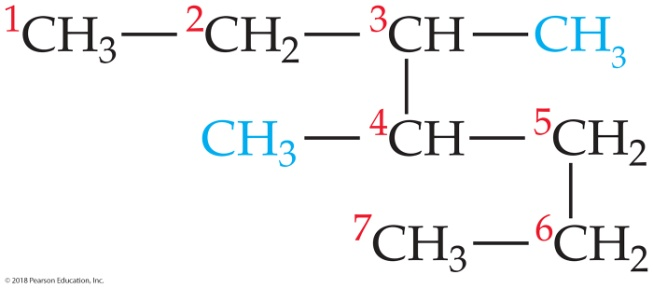 ¹CH₃—²CH₂—³CH—CH₃
CH₃—⁴CH—⁵CH₂
⁷CH₃—⁶CH₂
© 2018 Pearson Education, Inc.